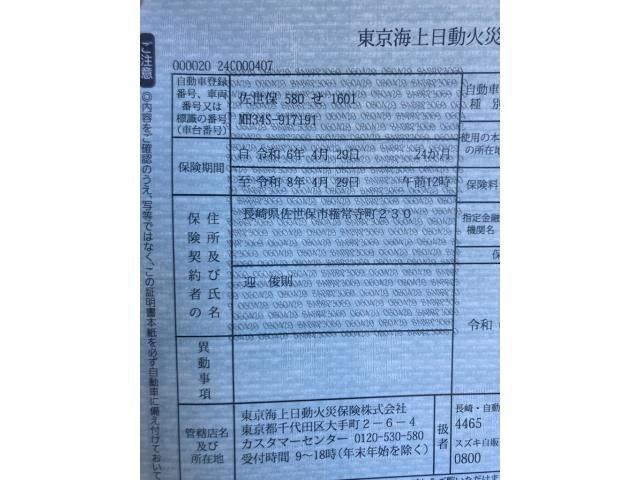 東京海上日動火災
ご注意
◎内容をご確認のうえ、写等ではなく、この証明書本紙を必ず自動車に備え付けておいて
000020 24C000407
自動車登録
番号、車両
番号又は
標識の番号
(車台番号)
佐世保 580 せ 1601
MH34S-917191
自動車
種 別
使用の本
の所在地
保険期間
自 令和 6年 4月 29日 24か月
至 令和 8年 4月 29日 午前12時
保険料
保険契約者の
住所及び氏名
長崎県佐世保市権常寺町230
迎 俊則
指定金融
機関名
保
令和
異動事項
管轄店名
及び
所在地
東京海上日動火災保険株式会社
東京都千代田区大手町2-6-4
カスタマーセンター 0120-530-580
受付時間 9~18時(年末年始を除く)
扱者
長崎・自動
4465
スズキ自販
0800